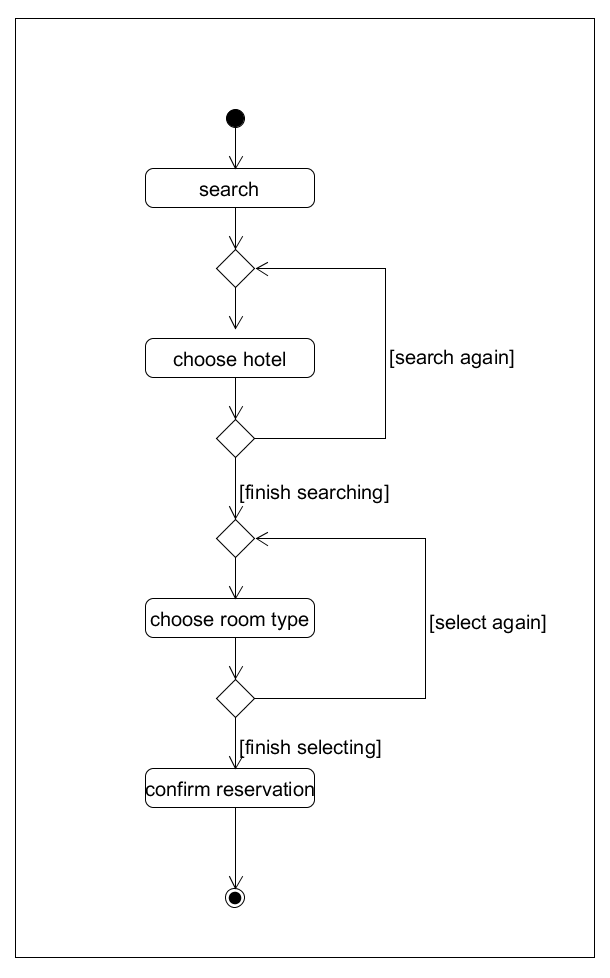 search
choose hotel
[search again]
[finish searching]
choose room type
[select again]
[finish selecting]
confirm reservation